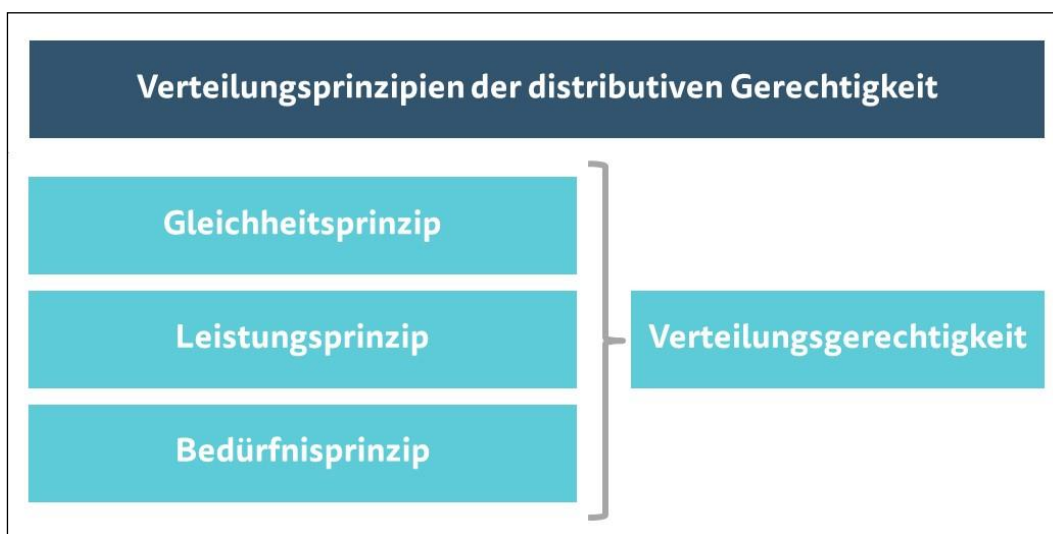 Verteilungsprinzipien der distributiven Gerechtigkeit
Gleichheitsprinzip
Leistungsprinzip
Verteilungsgerechtigkeit
Bedürfnisprinzip